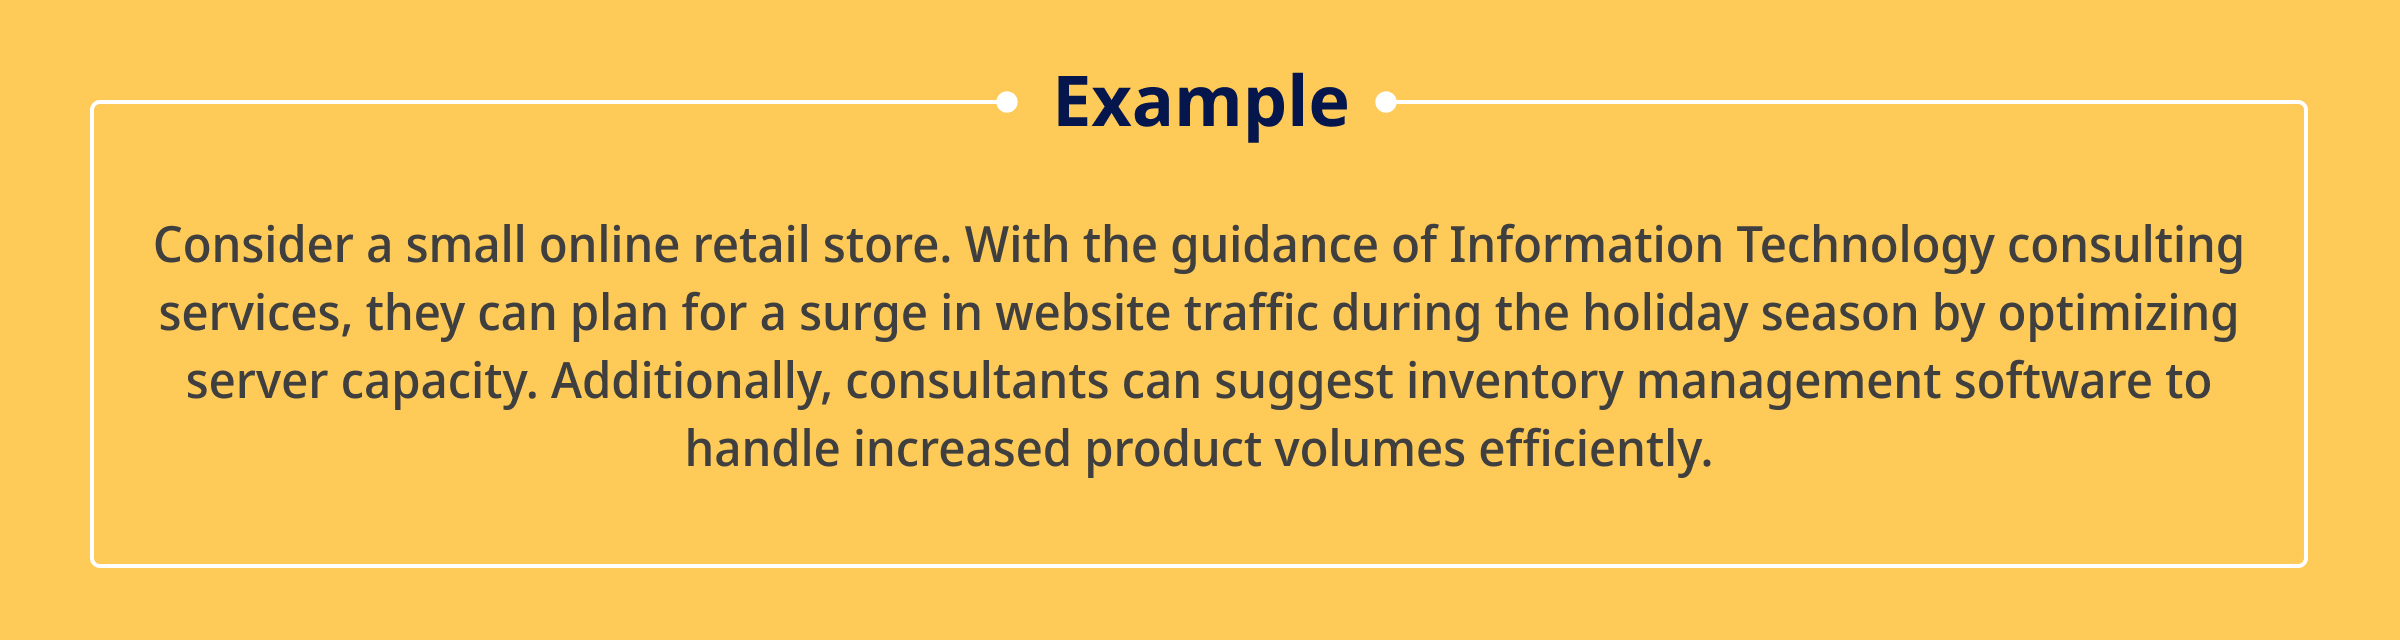 Example
Consider a small online retail store. With the guidance of Information Technology consulting
services, they can plan for a surge in website traffic during the holiday season by optimizing
server capacity. Additionally, consultants can suggest inventory management software to
handle increased product volumes efficiently.